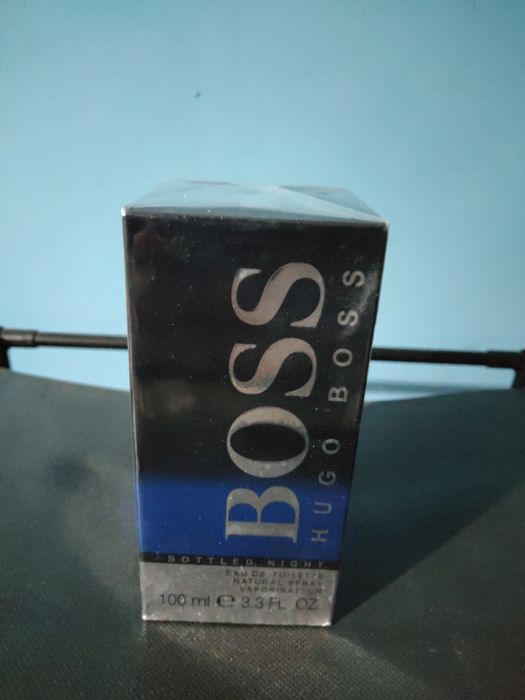 BOSS
HUGO BOSS
BOTTLED. NIGHT
EAU DE TOILETTE
NATURAL SPRAY
VAPORISATEUR
100 ml ℮ 3.3 FL. OZ.